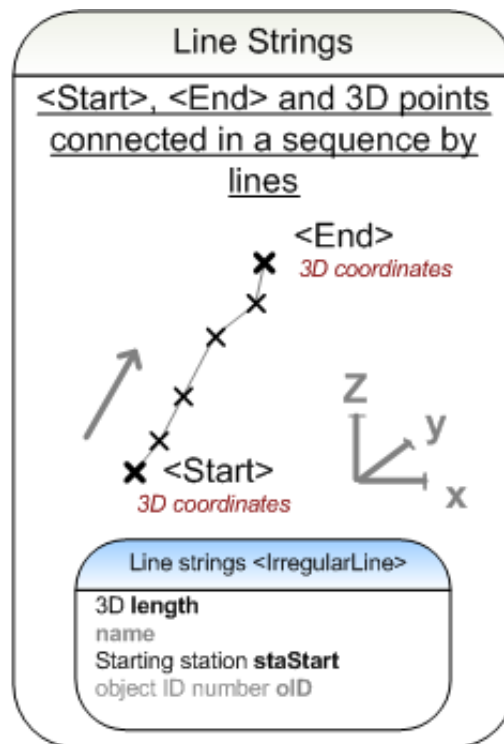 Line Strings
<Start>, <End> and 3D points
connected in a sequence by
lines
<End>
3D coordinates
<Start>
3D coordinates
Z
y
x
Line strings <IrregularLine>
3D length
name
Starting station staStart
object ID number oID